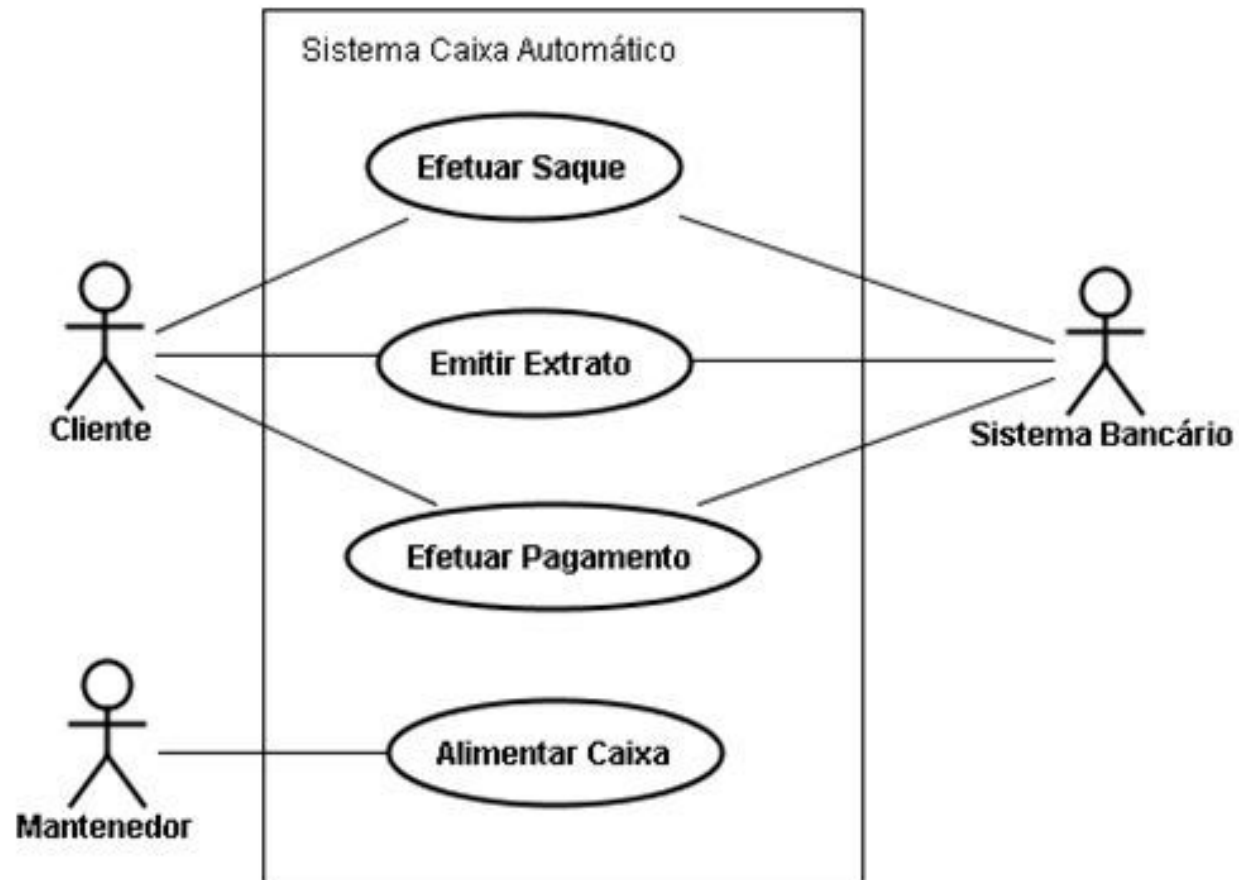 Sistema Caixa Automático
Efetuar Saque
Emitir Extrato
Cliente
Sistema Bancário
Efetuar Pagamento
Alimentar Caixa
Mantenedor